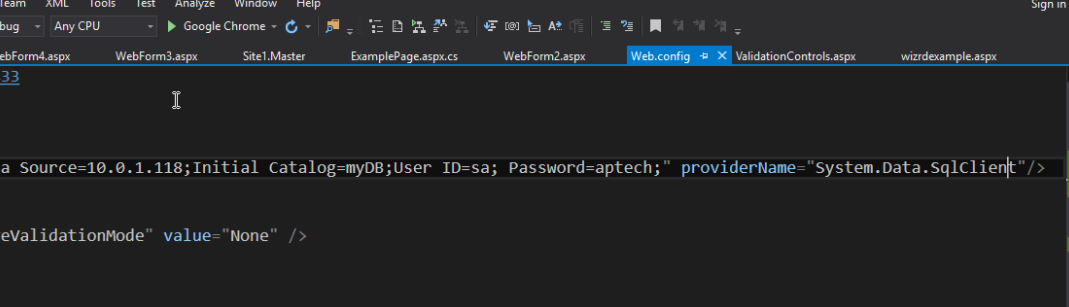 Team XML Tools Test Analyze Window Help Sign in
bug Any CPU Google Chrome
ebForm4.aspx WebForm3.aspx Site1.Master ExamplePage.aspx.cs WebForm2.aspx Web.config ValidationControls.aspx wizrdexample.aspx
33
a Source=10.0.1.118;Initial Catalog=myDB;User ID=sa; Password=aptech;" providerName="System.Data.SqlClient"/>
eValidationMode" value="None" />